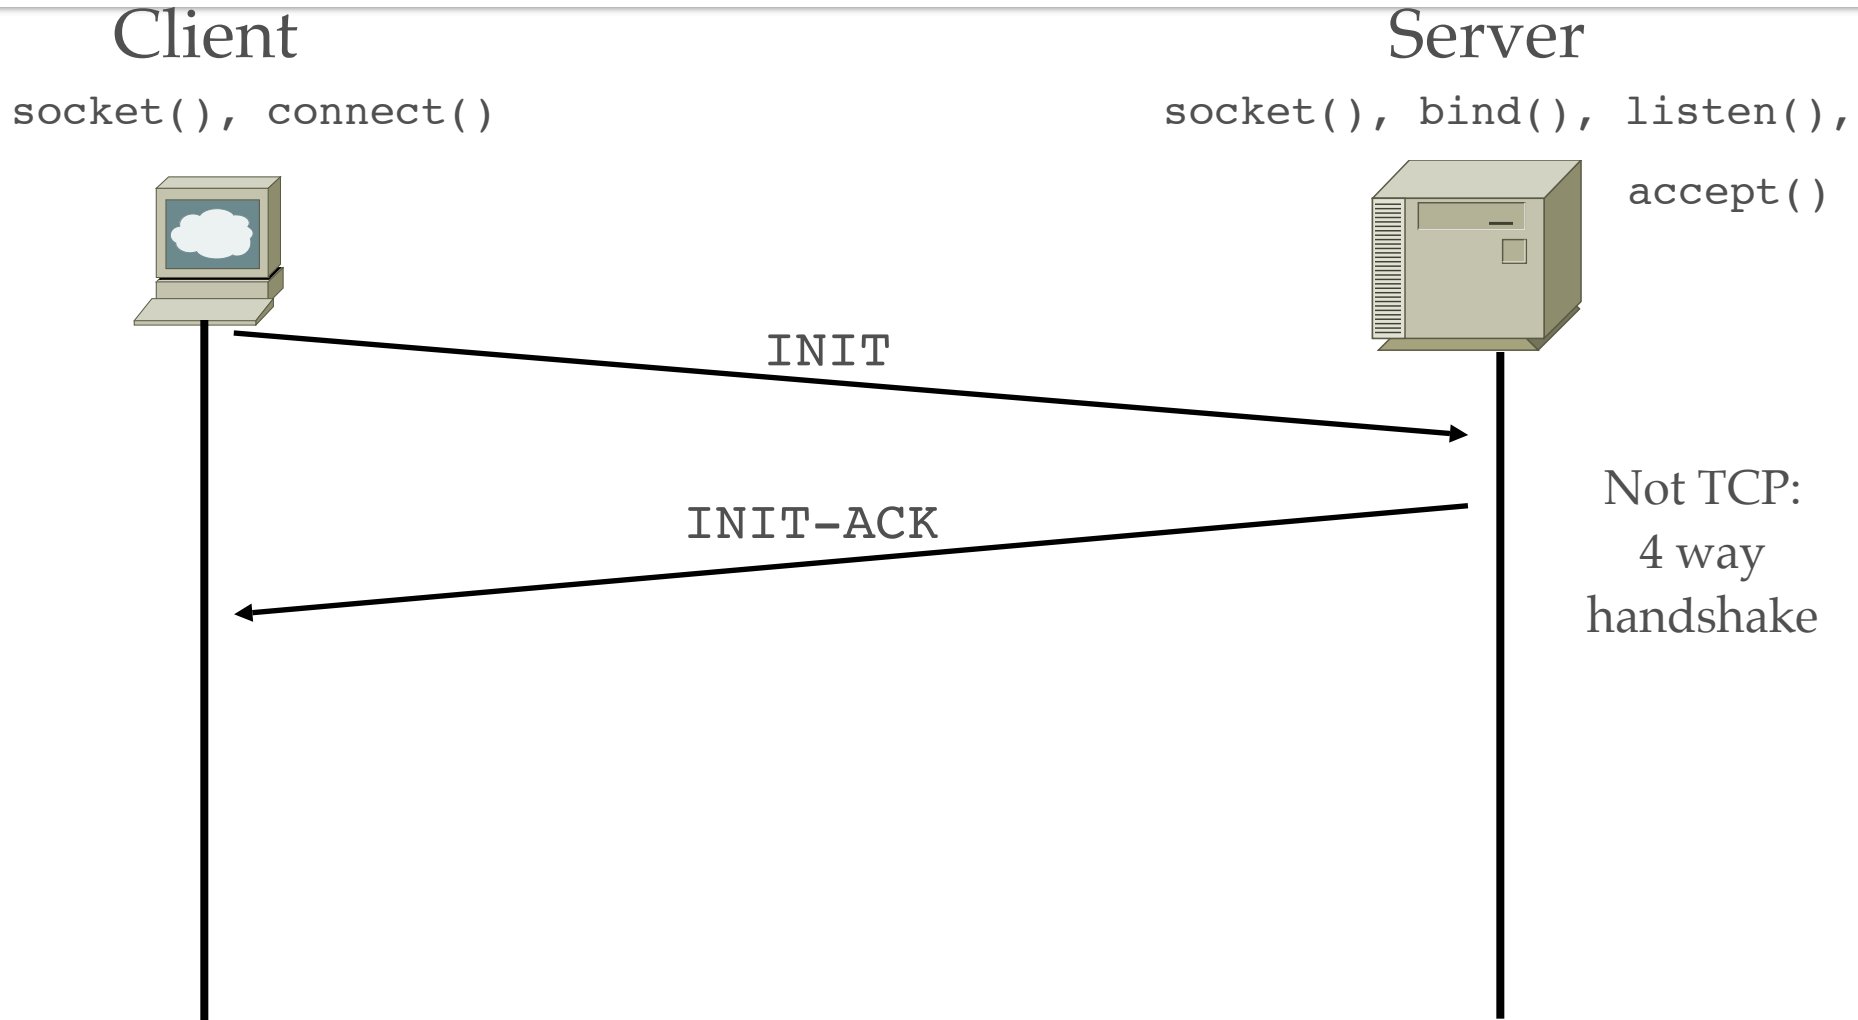 Client
Server
socket(), connect()
socket(), bind(), listen(),
accept()
INIT
INIT-ACK
Not TCP:
4 way
handshake